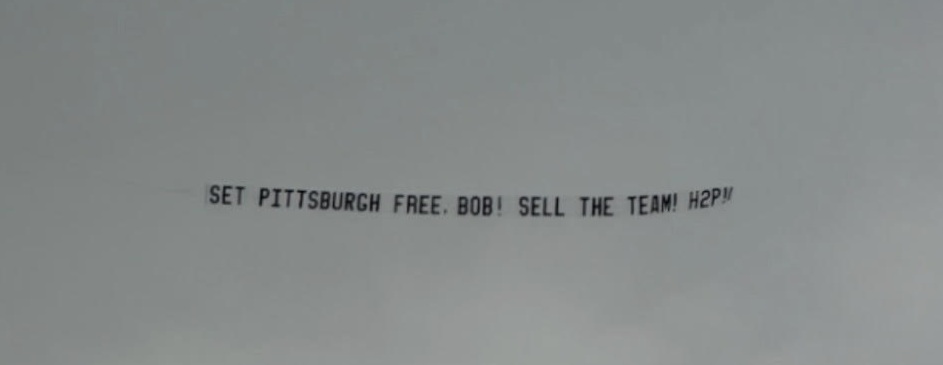 SET PITTSBURGH FREE, BOB! SELL THE TEAM! H2P!!